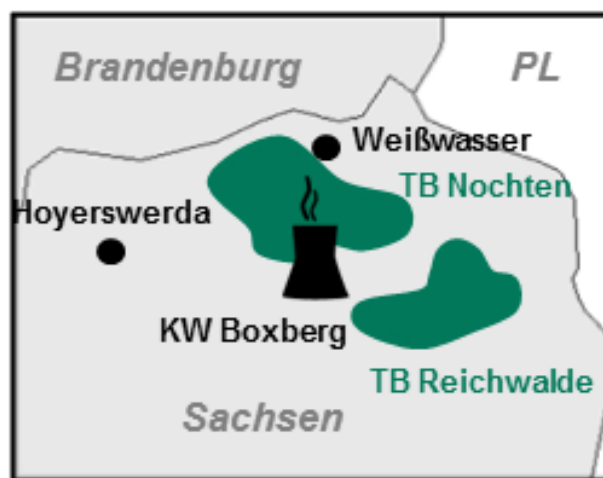 Brandenburg
PL
Weißwasser
TB Nochten
Hoyerswerda
KW Boxberg
TB Reichwalde
Sachsen